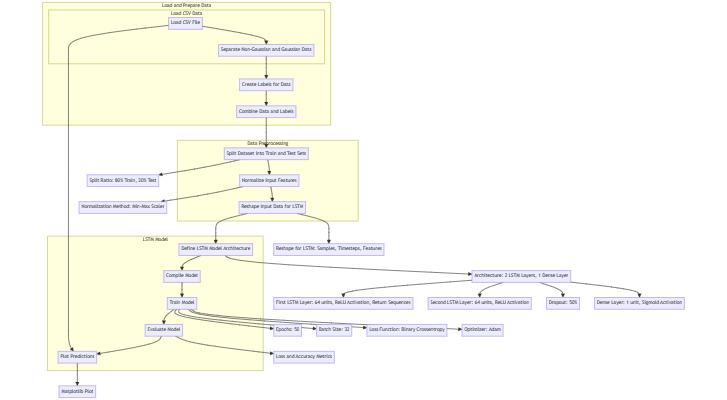 Load and Prepare Data
Load CSV Data
Load CSV File
Separate Non-Gaussian and Gaussian Data
Create Labels for Data
Combine Data and Labels
Data Preprocessing
Split Dataset into Train and Test Sets
Split Ratio: 80% Train, 20% Test
Normalize Input Features
Normalization Method: Min-Max Scaler
Reshape Input Data for LSTM
LSTM Model
Define LSTM Model Architecture
Reshape for LSTM: Samples, Timesteps, Features
Compile Model
Architecture: 2 LSTM Layers, 1 Dense Layer
Train Model
First LSTM Layer: 64 units, ReLU Activation, Return Sequences
Second LSTM Layer: 64 units, ReLU Activation
Dropout: 50%
Dense Layer: 1 unit, Sigmoid Activation
Evaluate Model
Epochs: 50
Batch Size: 32
Loss Function: Binary Crossentropy
Optimizer: Adam
Plot Predictions
Loss and Accuracy Metrics
Matplotlib Plot